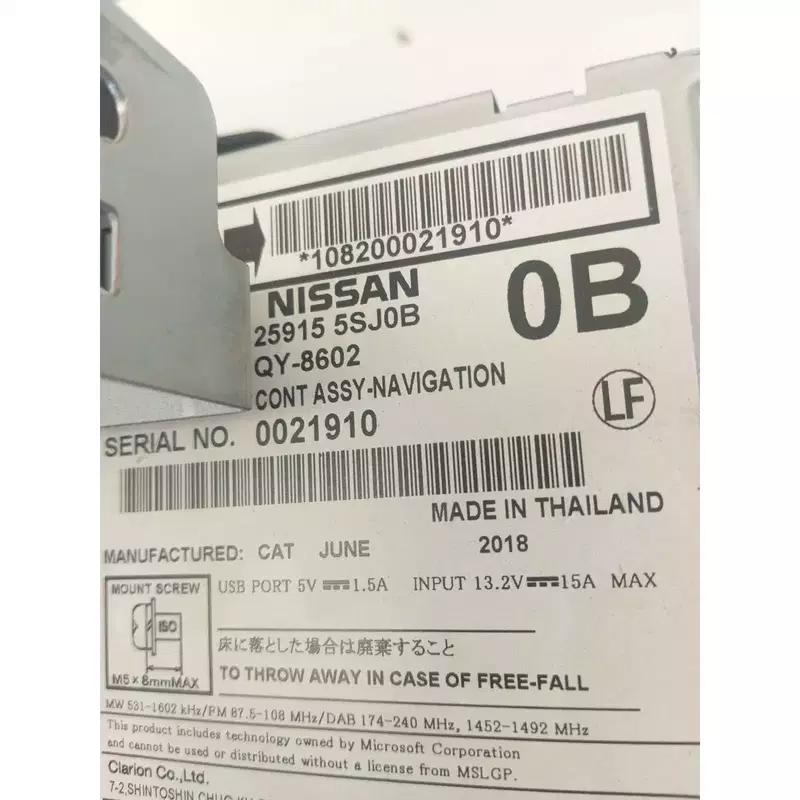 *108200021910*
NISSAN
0B
25915 5SJ0B
QY-8602
CONT ASSY-NAVIGATION
LF
SERIAL NO. 0021910
MADE IN THAILAND
MANUFACTURED: CAT JUNE 2018
MOUNT SCREW
ISO
M5×8mmMAX
USB PORT 5V ⎓1.5A INPUT 13.2V⎓15A MAX
床に落とした場合は廃棄すること
TO THROW AWAY IN CASE OF FREE-FALL
MW 531-1602 kHz/FM 87.5-108 MHz/DAB 174-240 MHz, 1452-1492 MHz
This product includes technology owned by Microsoft Corporation
and cannot be used or distributed without a license from MSLGP.
Clarion Co.,Ltd.
7-2,SHINTOSHIN